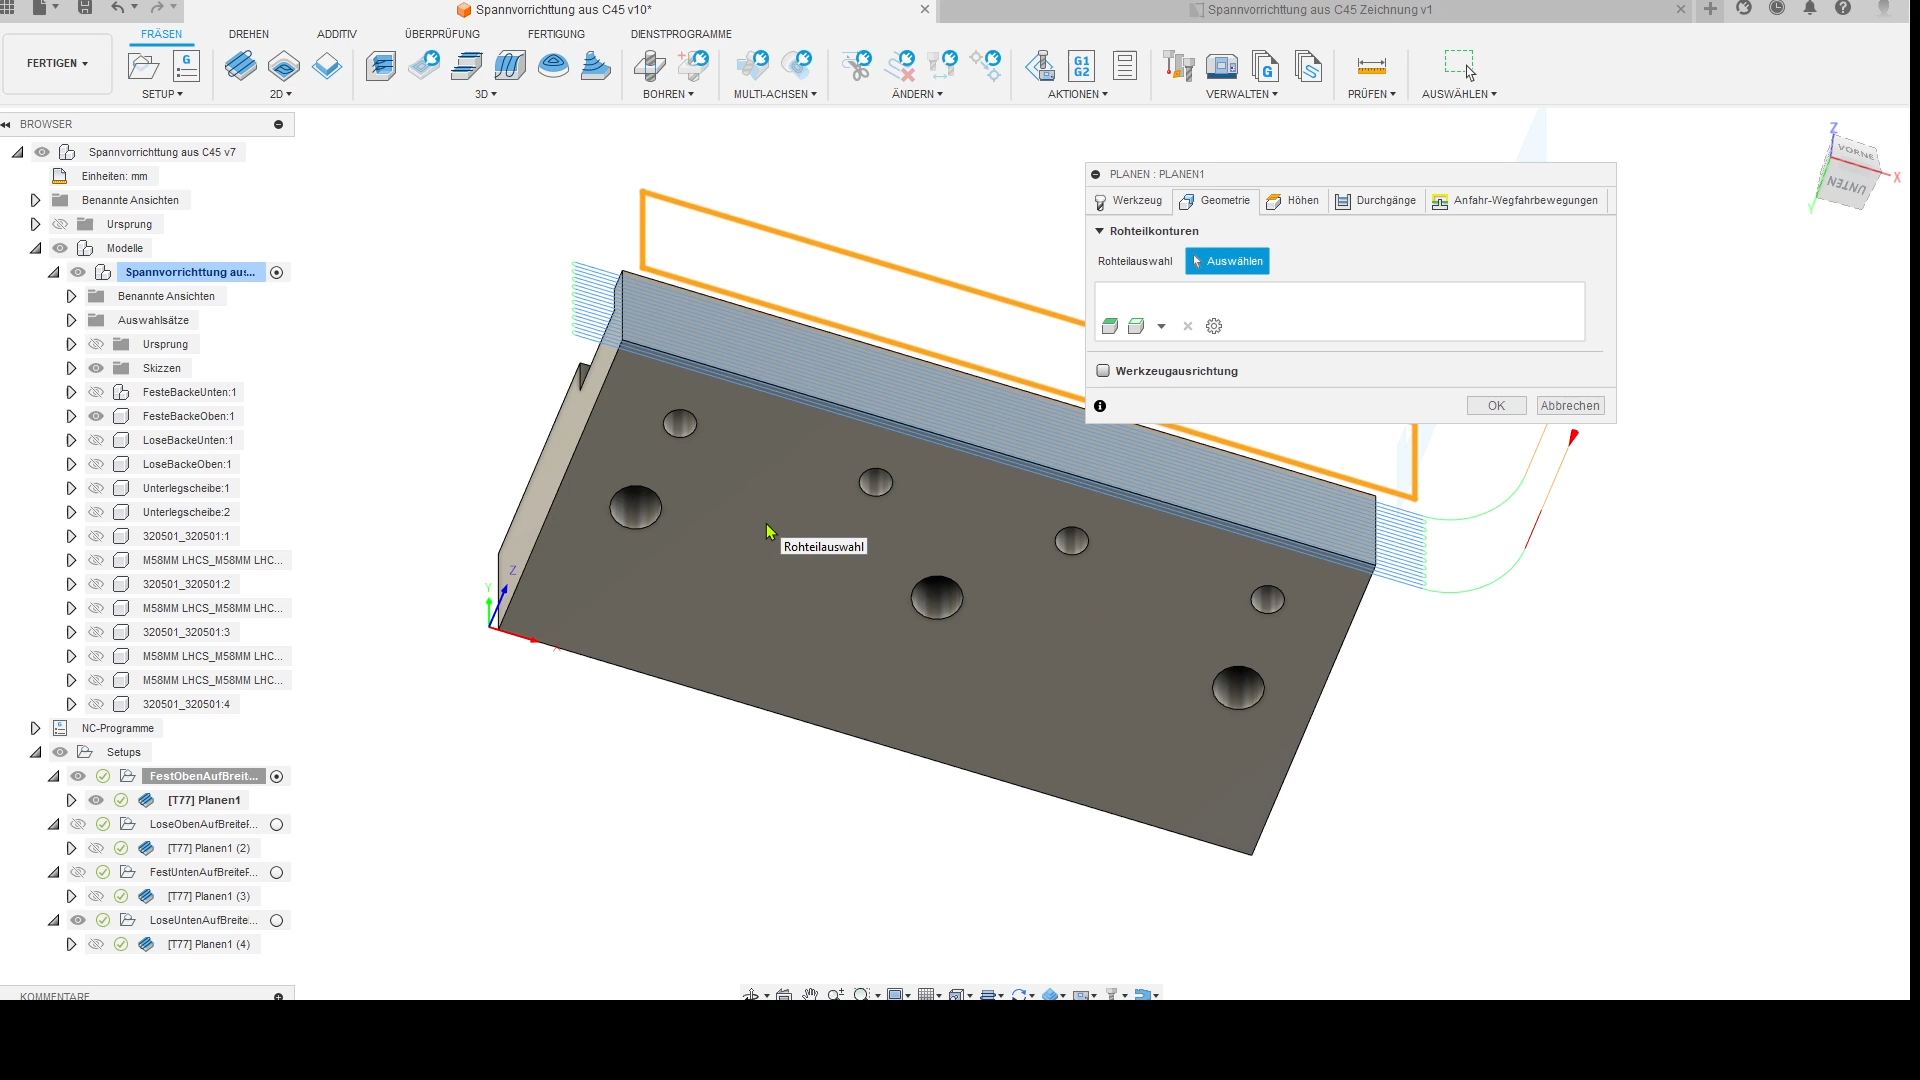 Spannvorrichttung aus C45 v10*
Spannvorrichttung aus C45 Zeichnung v1
FERTIGEN
FRÄSEN
DREHEN
ADDITIV
ÜBERPRÜFUNG
FERTIGUNG
DIENSTPROGRAMME
SETUP
2D
3D
BOHREN
MULTI-ACHSEN
ÄNDERN
AKTIONEN
VERWALTEN
PRÜFEN
AUSWÄHLEN
G
G1
G2
G
BROWSER
Spannvorrichttung aus C45 v7
Einheiten: mm
Benannte Ansichten
Ursprung
Modelle
Spannvorrichttung aus...
Benannte Ansichten
Auswahlsätze
Ursprung
Skizzen
FesteBackeUnten:1
FesteBackeOben:1
LoseBackeUnten:1
LoseBackeOben:1
Unterlegscheibe:1
Unterlegscheibe:2
320501_320501:1
M58MM LHCS_M58MM LHC...
320501_320501:2
M58MM LHCS_M58MM LHC...
320501_320501:3
M58MM LHCS_M58MM LHC...
M58MM LHCS_M58MM LHC...
320501_320501:4
NC-Programme
Setups
FestObenAufBreit...
[T77] Planen1
LoseObenAufBreiteF...
[T77] Planen1 (2)
FestUntenAufBreiteF...
[T77] Planen1 (3)
LoseUntenAufBreite...
[T77] Planen1 (4)
KOMMENTARE
PLANEN : PLANEN1
Werkzeug
Geometrie
Höhen
Durchgänge
Anfahr-Wegfahrbewegungen
Rohteilkonturen
Rohteilauswahl
Auswählen
Werkzeugausrichtung
OK
Abbrechen
Rohteilauswahl
Z
Y
X
Z
VORNE
UNTEN
X
Y